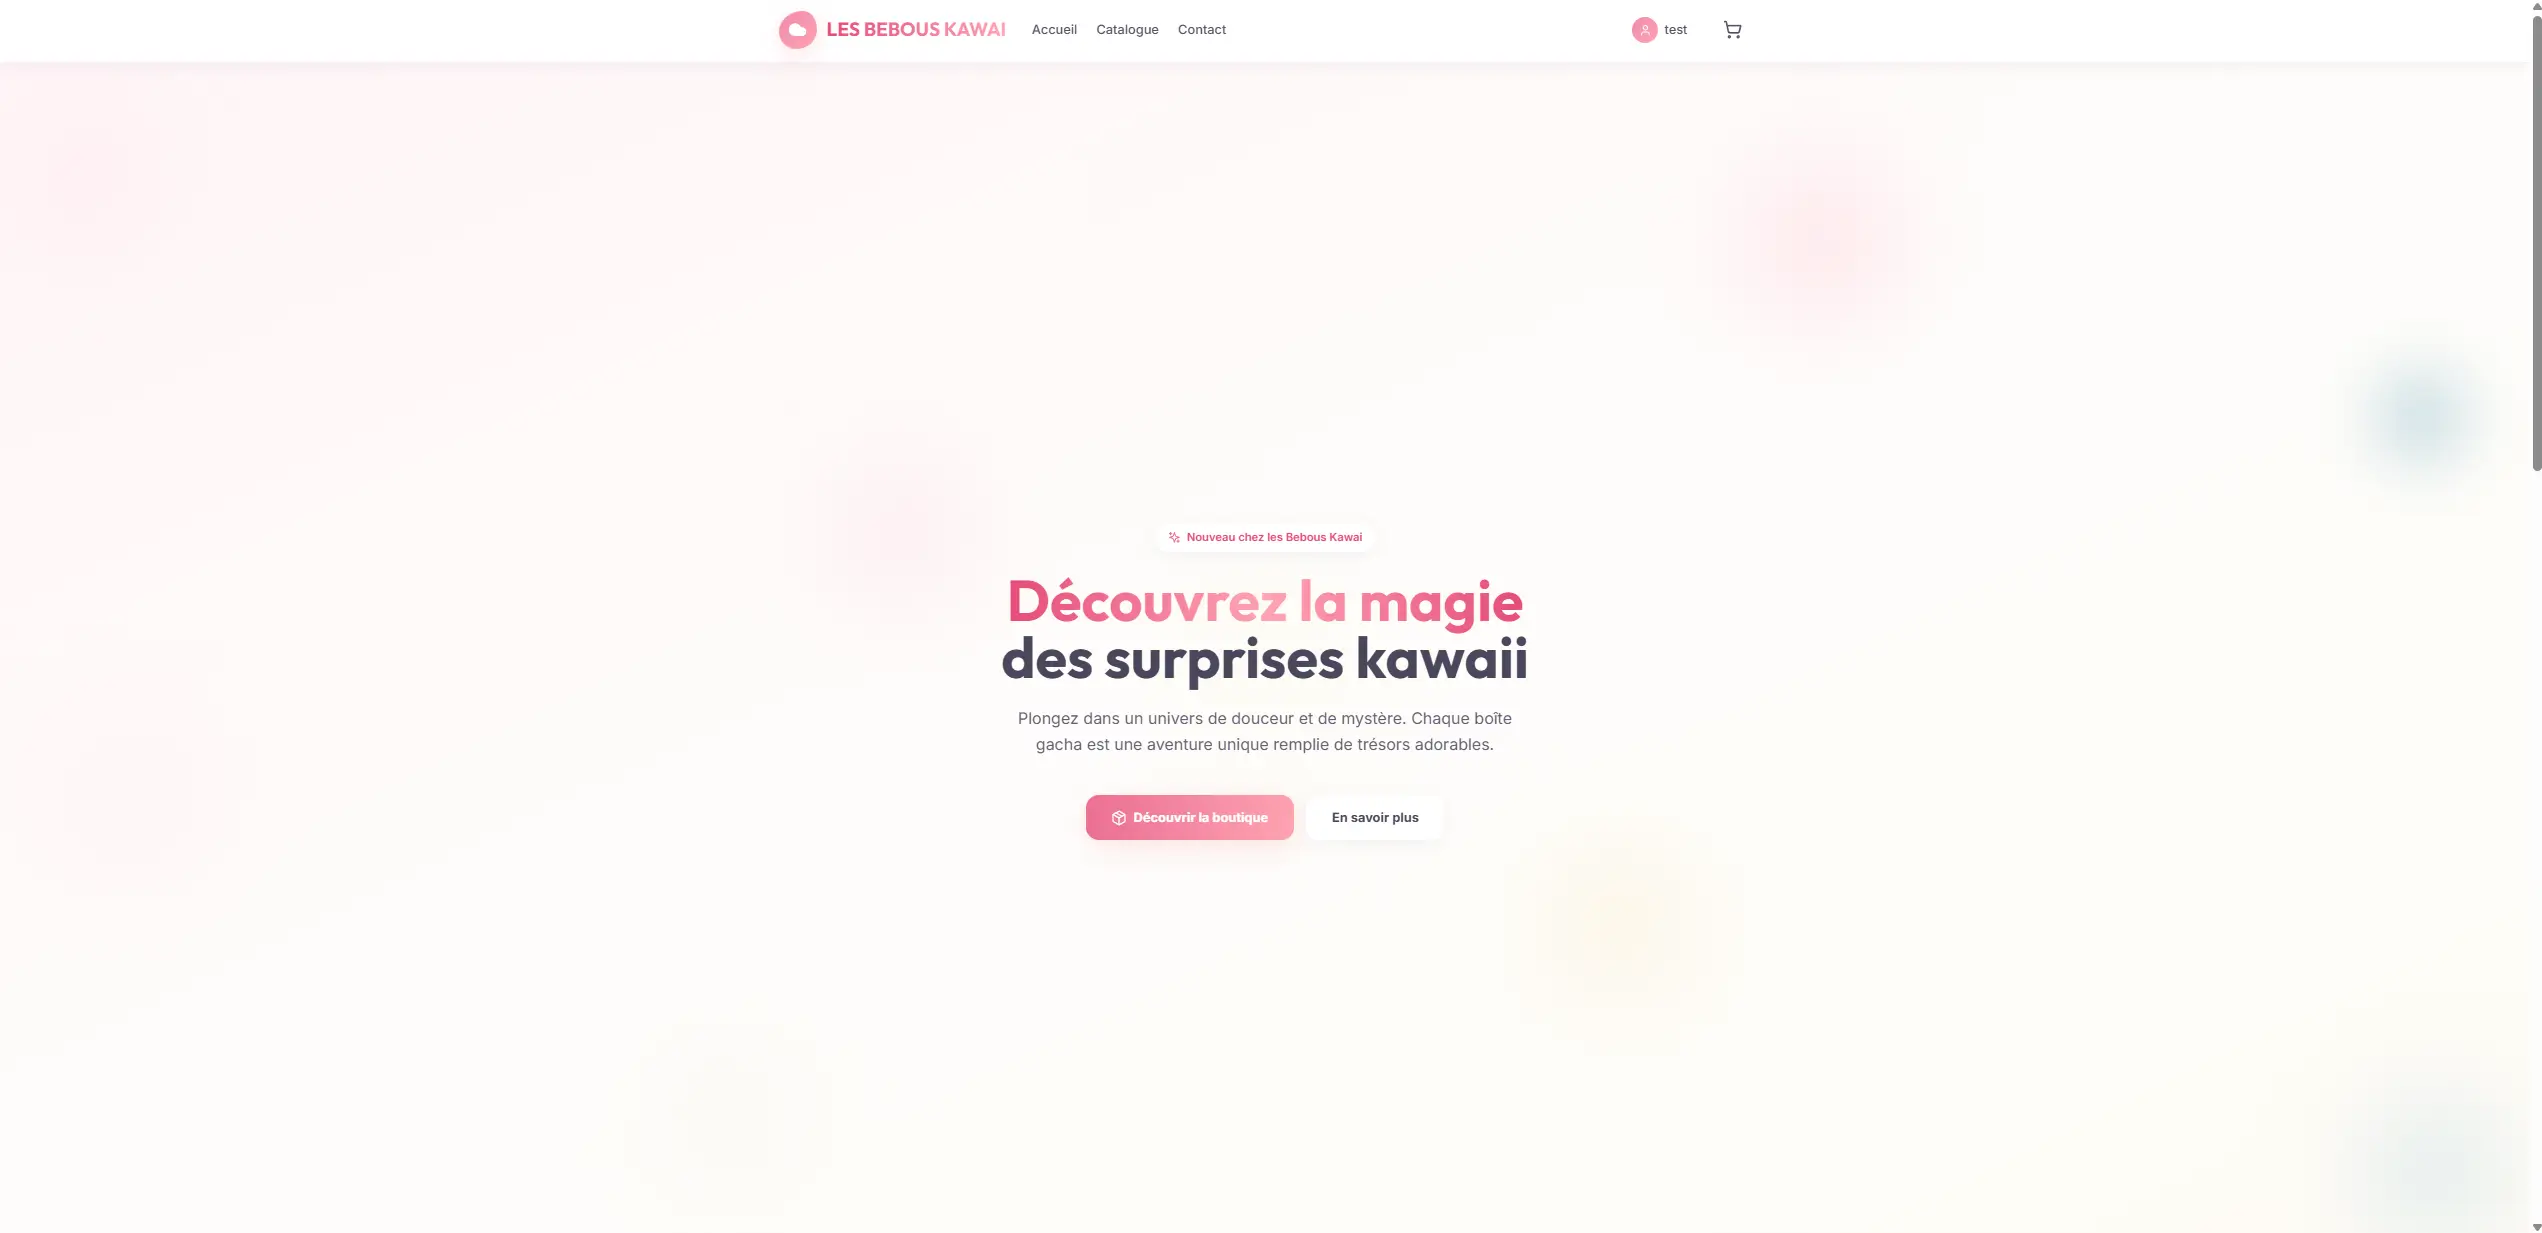 LES BEBOUS KAWAI
Accueil
Catalogue
Contact
test
Nouveau chez les Bebous Kawai
Découvrez la magie
des surprises kawaii
Plongez dans un univers de douceur et de mystère. Chaque boîte
gacha est une aventure unique remplie de trésors adorables.
Découvrir la boutique
En savoir plus